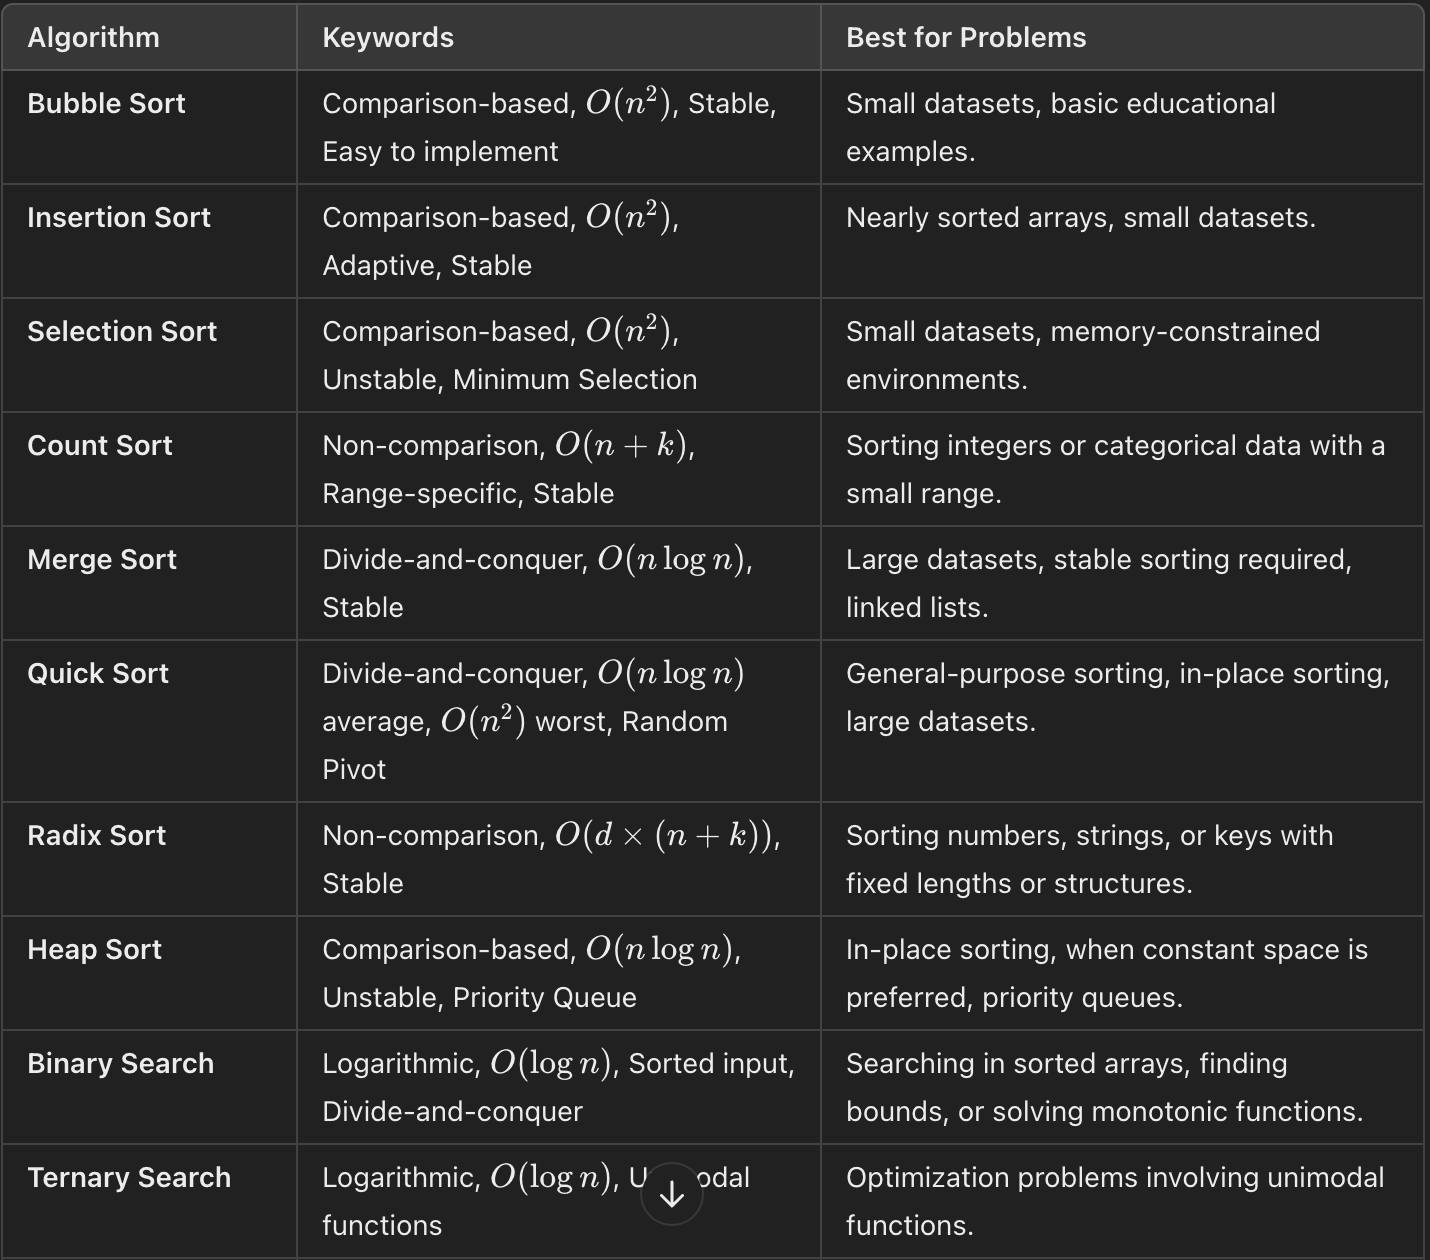 Algorithm Keywords Best for Problems
Bubble Sort Comparison-based, O(n²), Stable, Small datasets, basic educational
Easy to implement examples.
Insertion Sort Comparison-based, O(n²), Nearly sorted arrays, small datasets.
Adaptive, Stable
Selection Sort Comparison-based, O(n²), Small datasets, memory-constrained
Unstable, Minimum Selection environments.
Count Sort Non-comparison, O(n + k), Sorting integers or categorical data with a
Range-specific, Stable small range.
Merge Sort Divide-and-conquer, O(n log n), Large datasets, stable sorting required,
Stable linked lists.
Quick Sort Divide-and-conquer, O(n log n) General-purpose sorting, in-place sorting,
average, O(n²) worst, Random large datasets.
Pivot
Radix Sort Non-comparison, O(d × (n + k)), Sorting numbers, strings, or keys with
Stable fixed lengths or structures.
Heap Sort Comparison-based, O(n log n), In-place sorting, when constant space is
Unstable, Priority Queue preferred, priority queues.
Binary Search Logarithmic, O(log n), Sorted input, Searching in sorted arrays, finding
Divide-and-conquer bounds, or solving monotonic functions.
Ternary Search Logarithmic, O(log n), Optimization problems involving unimodal
functions functions.